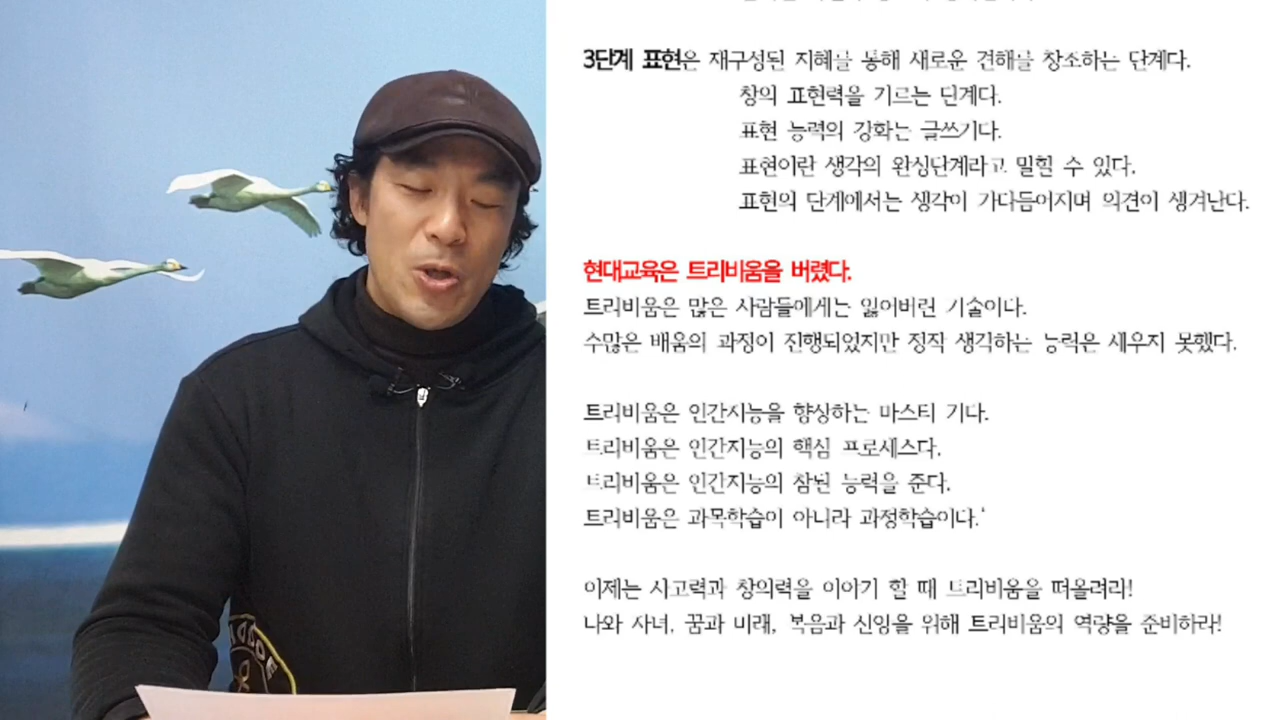 3단계 표현은 재구성된 지혜를 통해 새로운 견해를 창조하는 단계다.
창의 표현력을 기르는 단계다.
표현 능력의 강화는 글쓰기다.
표현이란 생각의 완성단계라고 말할 수 있다.
표현의 단계에서는 생각이 가다듬어지며 의견이 생겨난다.
현대교육은 트리비움을 버렸다.
트리비움은 많은 사람들에게는 잃어버린 기술이다.
수많은 배움의 과정이 진행되었지만 정작 생각하는 능력은 세우지 못했다.
트리비움은 인간지능을 향상하는 마스터 기다.
트리비움은 인간지능의 핵심 프로세스다.
트리비움은 인간지능의 참된 능력을 준다.
트리비움은 과목학습이 아니라 과정학습이다.'
이제는 사고력과 창의력을 이야기 할 때 트리비움을 떠올려라!
나와 자녀, 꿈과 미래, 복음과 신앙을 위해 트리비움의 역량을 준비하라!